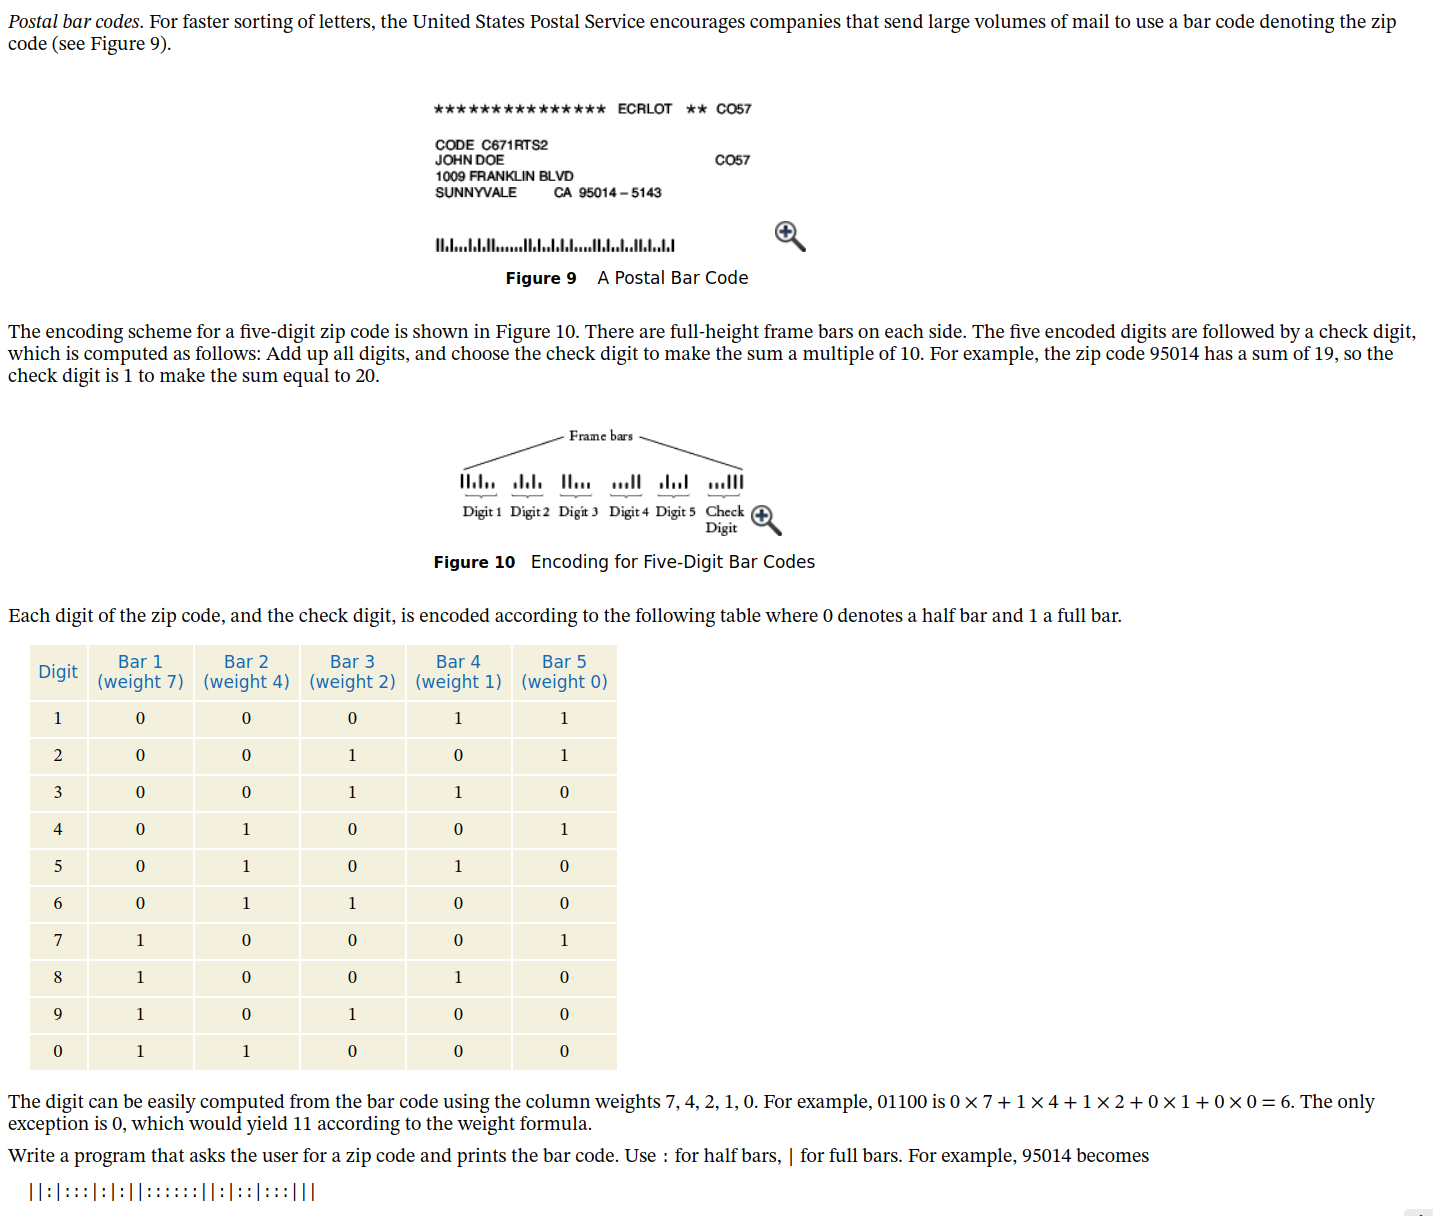 Postal bar codes. For faster sorting of letters, the United States Postal Service encourages companies that send large volumes of mail to use a bar code denoting the zip
code (see Figure 9).
*************** ECRLOT ** CO57
CODE C671RTS2
JOHN DOE CO57
1009 FRANKLIN BLVD
SUNNYVALE CA 95014 – 5143
Figure 9 A Postal Bar Code
The encoding scheme for a five-digit zip code is shown in Figure 10. There are full-height frame bars on each side. The five encoded digits are followed by a check digit,
which is computed as follows: Add up all digits, and choose the check digit to make the sum a multiple of 10. For example, the zip code 95014 has a sum of 19, so the
check digit is 1 to make the sum equal to 20.
Frame bars
Digit 1 Digit 2 Digit 3 Digit 4 Digit 5 Check
Digit
Figure 10 Encoding for Five-Digit Bar Codes
Each digit of the zip code, and the check digit, is encoded according to the following table where 0 denotes a half bar and 1 a full bar.
Digit Bar 1 (weight 7) Bar 2 (weight 4) Bar 3 (weight 2) Bar 4 (weight 1) Bar 5 (weight 0)
1 0 0 0 1 1
2 0 0 1 0 1
3 0 0 1 1 0
4 0 1 0 0 1
5 0 1 0 1 0
6 0 1 1 0 0
7 1 0 0 0 1
8 1 0 0 1 0
9 1 0 1 0 0
0 1 1 0 0 0
The digit can be easily computed from the bar code using the column weights 7, 4, 2, 1, 0. For example, 01100 is 0 × 7 + 1 × 4 + 1 × 2 + 0 × 1 + 0 × 0 = 6. The only
exception is 0, which would yield 11 according to the weight formula.
Write a program that asks the user for a zip code and prints the bar code. Use : for half bars, | for full bars. For example, 95014 becomes
||:|:::|:|:||::::::||:|::|:::|||